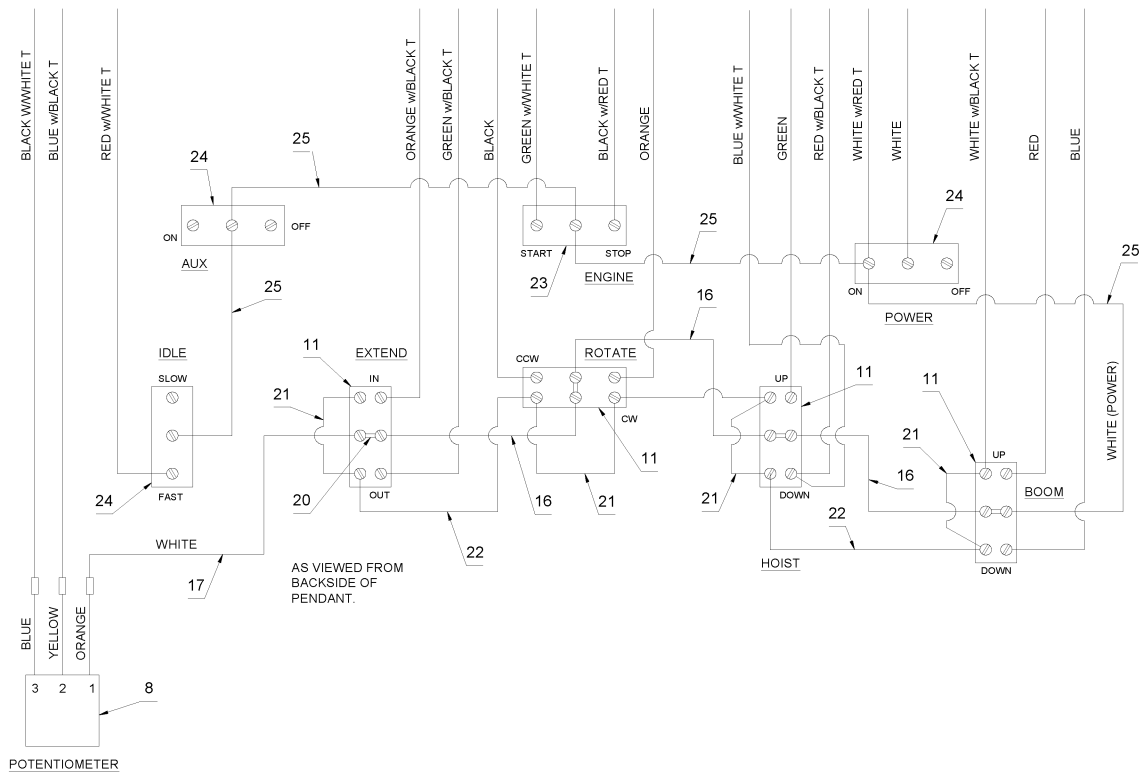 BLACK W/WHITE T
BLUE w/BLACK T
RED w/WHITE T
ORANGE w/BLACK T
GREEN w/BLACK T
BLACK
GREEN w/WHITE T
BLACK w/RED T
ORANGE
BLUE w/WHITE T
GREEN
RED w/BLACK T
WHITE w/RED T
WHITE
WHITE w/BLACK T
RED
BLUE
24
25
ON
OFF
AUX
START
STOP
23
ENGINE
25
24
ON
OFF
POWER
25
25
16
IDLE
SLOW
FAST
24
11
EXTEND
IN
OUT
21
20
CCW
ROTATE
CW
11
16
21
22
UP
DOWN
11
21
HOIST
16
22
11
21
UP
BOOM
DOWN
WHITE (POWER)
WHITE
17
AS VIEWED FROM
BACKSIDE OF
PENDANT.
BLUE
YELLOW
ORANGE
3
2
1
8
POTENTIOMETER